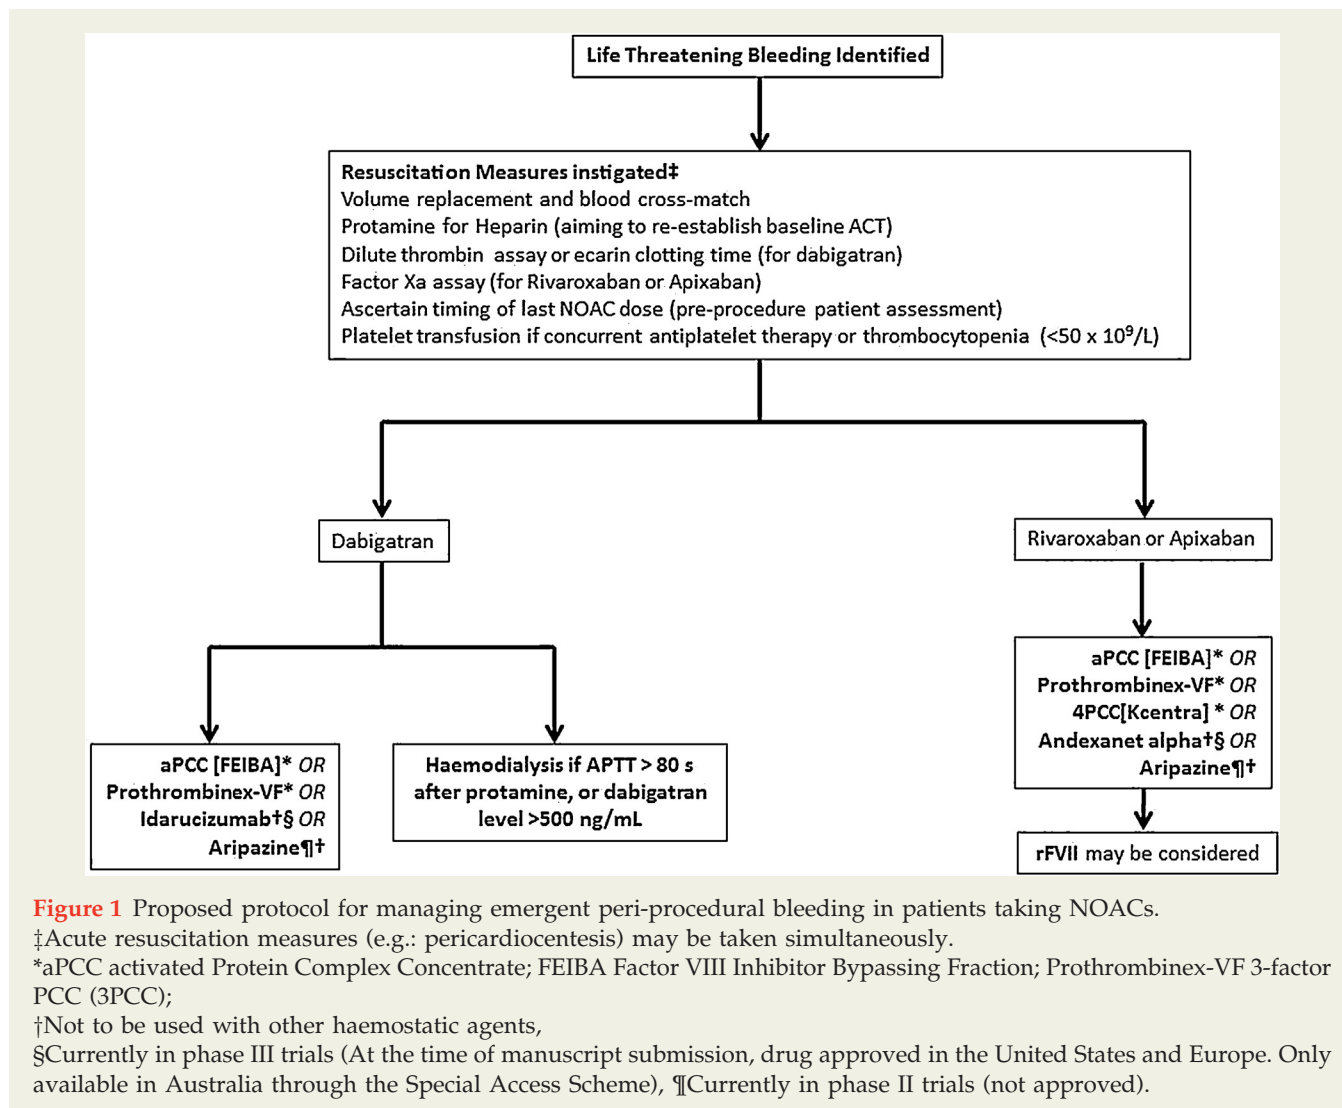 Life Threatening Bleeding Identified
Resuscitation Measures instigated‡
Volume replacement and blood cross-match
Protamine for Heparin (aiming to re-establish baseline ACT)
Dilute thrombin assay or ecarin clotting time (for dabigatran)
Factor Xa assay (for Rivaroxaban or Apixaban)
Ascertain timing of last NOAC dose (pre-procedure patient assessment)
Platelet transfusion if concurrent antiplatelet therapy or thrombocytopenia (<50 x 10⁹/L)
Dabigatran
Rivaroxaban or Apixaban
aPCC [FEIBA]* OR
Prothrombinex-VF* OR
Idarucizumab†§ OR
Aripazine¶†
Haemodialysis if APTT > 80 s
after protamine, or dabigatran
level >500 ng/mL
aPCC [FEIBA]* OR
Prothrombinex-VF* OR
4PCC[Kcentra] * OR
Andexanet alpha†§ OR
Aripazine¶†
rFVII may be considered
Figure 1 Proposed protocol for managing emergent peri-procedural bleeding in patients taking NOACs.
‡Acute resuscitation measures (e.g.: pericardiocentesis) may be taken simultaneously.
*aPCC activated Protein Complex Concentrate; FEIBA Factor VIII Inhibitor Bypassing Fraction; Prothrombinex-VF 3-factor
PCC (3PCC);
†Not to be used with other haemostatic agents,
§Currently in phase III trials (At the time of manuscript submission, drug approved in the United States and Europe. Only
available in Australia through the Special Access Scheme), ¶Currently in phase II trials (not approved).